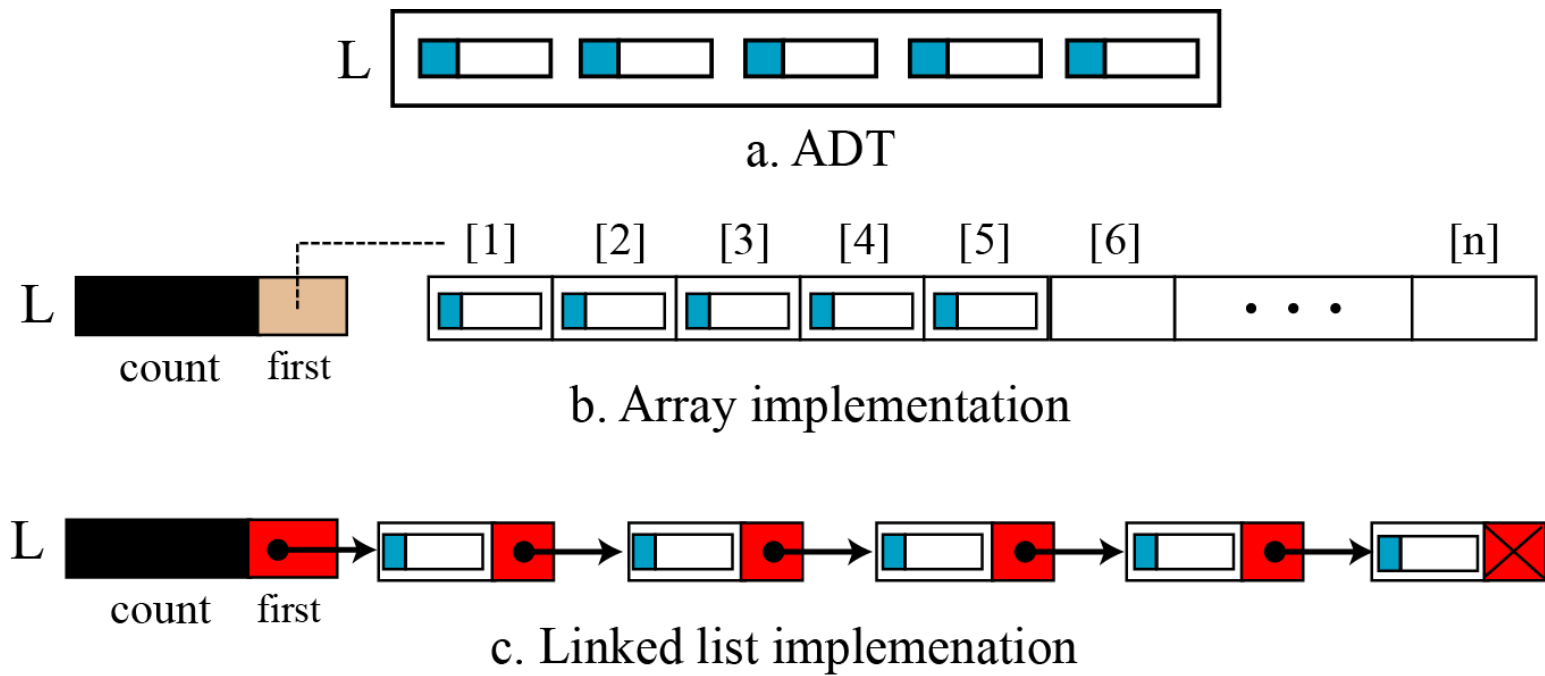 L
a. ADT
[1] [2] [3] [4] [5] [6] [n]
L • • •
count first
b. Array implementation
L
count first
c. Linked list implemenation